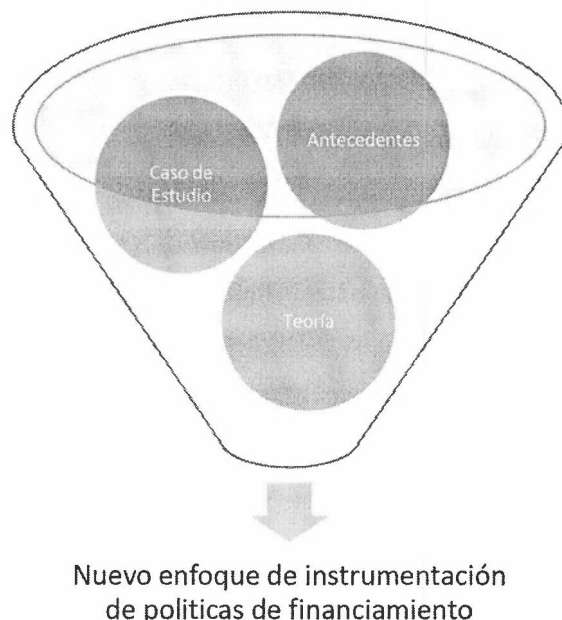 Antecedentes
Caso de
Estudio
Teoría
Nuevo enfoque de instrumentación
de politicas de financiamiento